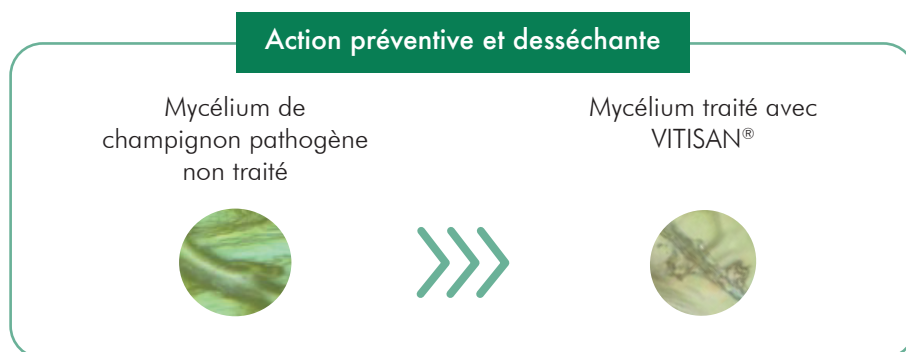 Action préventive et desséchante
Mycélium de
champignon pathogène
non traité
Mycélium traité avec
VITISAN®